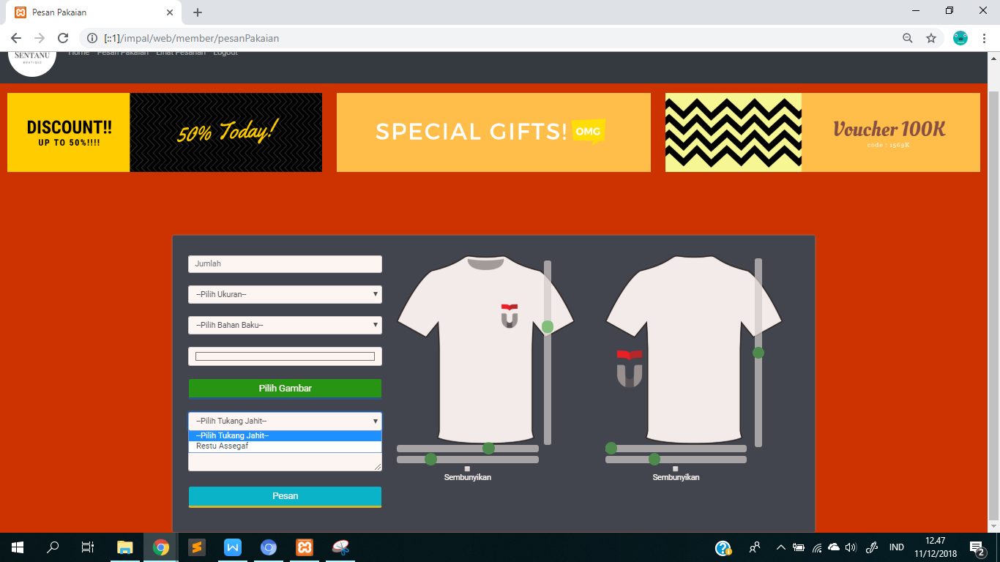 Pesan Pakaian
[::1]/impal/web/member/pesanPakaian
SENTANU
BOUTIQUE
Home Pesan Pakaian Lihat Pesanan Logout
DISCOUNT!!
UP TO 50%!!!!
50% Today!
SPECIAL GIFTS!
OMG
Voucher 100K
code : 1569K
Jumlah
--Pilih Ukuran--
--Pilih Bahan Baku--
Pilih Gambar
--Pilih Tukang Jahit--
--Pilih Tukang Jahit--
Restu Assegaf
Pesan
Sembunyikan
Sembunyikan
IND
12.47
11/12/2018
2